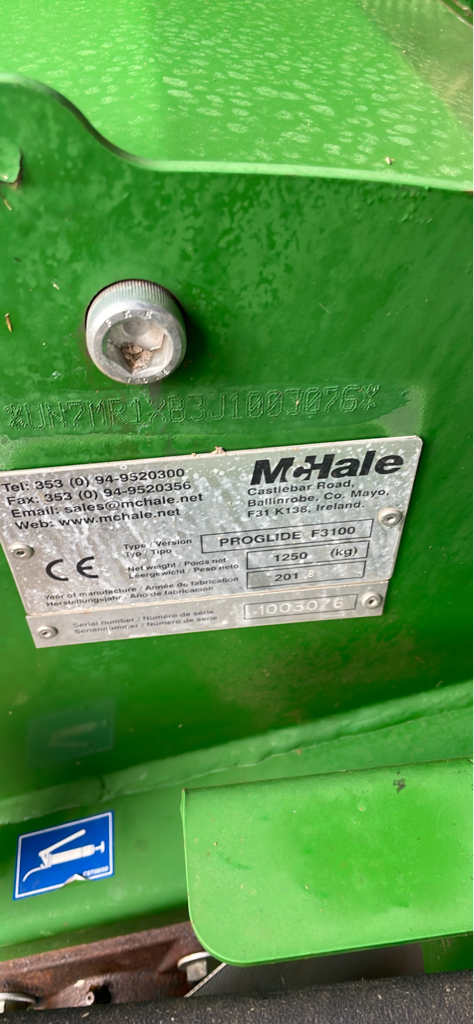 *UN7MR1XB3J1003076*
McHale
Tel: 353 (0) 94-9520300
Fax: 353 (0) 94-9520356
Email: sales@mchale.net
Web: www.mchale.net
Castlebar Road,
Ballinrobe, Co. Mayo,
F31 K138, Ireland.
CE
Type / Version
Typ / Tipo
PROGLIDE F3100
Net weight / Poids net
Leergewicht / Peso neto
1250 (kg)
Year of manufacture / Année de fabrication
Herstellungsjahr / Año de fabricación
2018
Serial number / Numéro de série
Seriennummer / Número de série
1003076